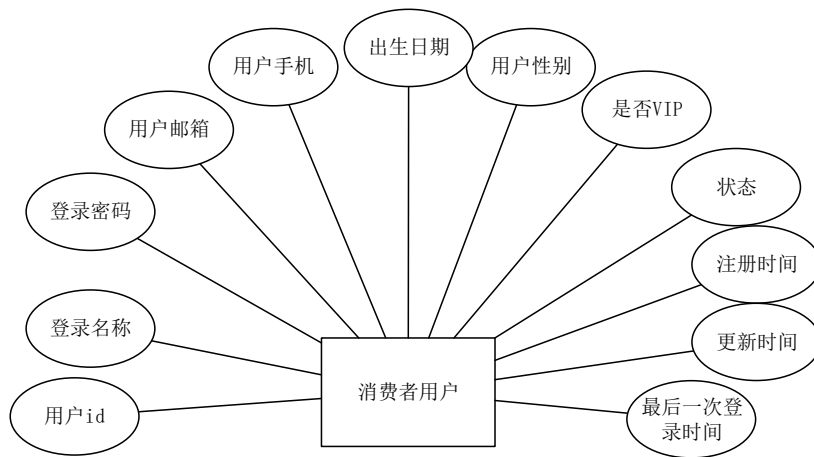 出生日期
用户手机
用户性别
是否VIP
用户邮箱
状态
登录密码
注册时间
登录名称
更新时间
消费者用户
用户id
最后一次登
录时间